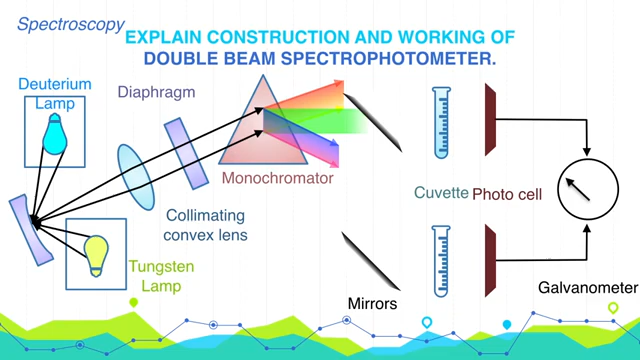 Spectroscopy
EXPLAIN CONSTRUCTION AND WORKING OF
DOUBLE BEAM SPECTROPHOTOMETER.
Deuterium
Lamp
Diaphragm
Monochromator
Cuvette
Photo cell
Collimating
convex lens
Tungsten
Lamp
Mirrors
Galvanometer